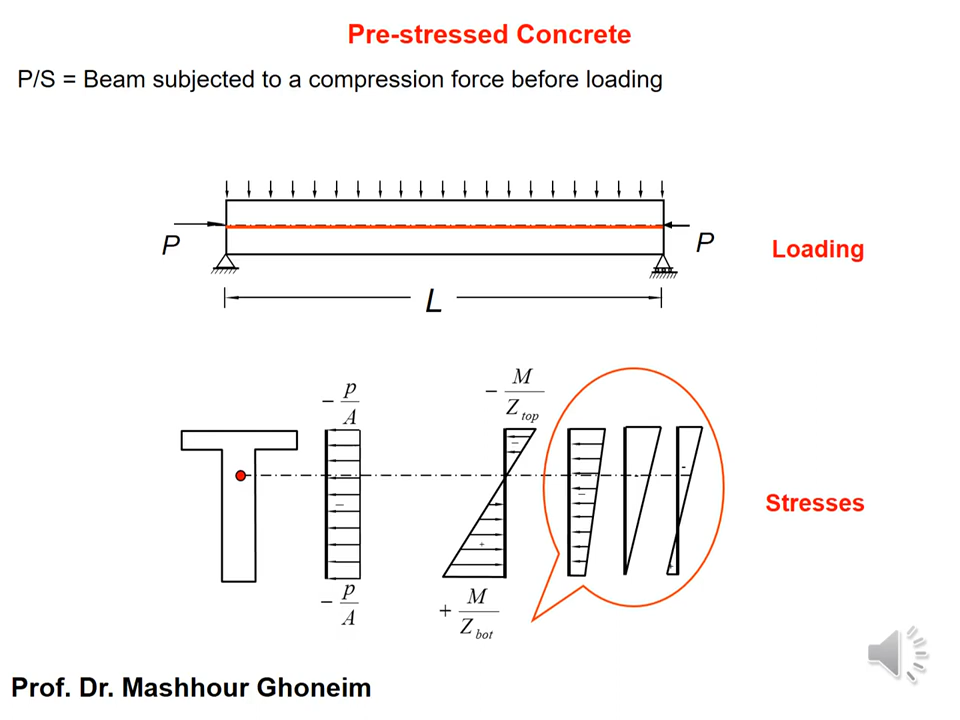 Pre-stressed Concrete
P/S = Beam subjected to a compression force before loading
P
P
Loading
L
− p/A
− M/Z top
−
−
−
-
+
+
Stresses
− p/A
+ M/Z bot
Prof. Dr. Mashhour Ghoneim